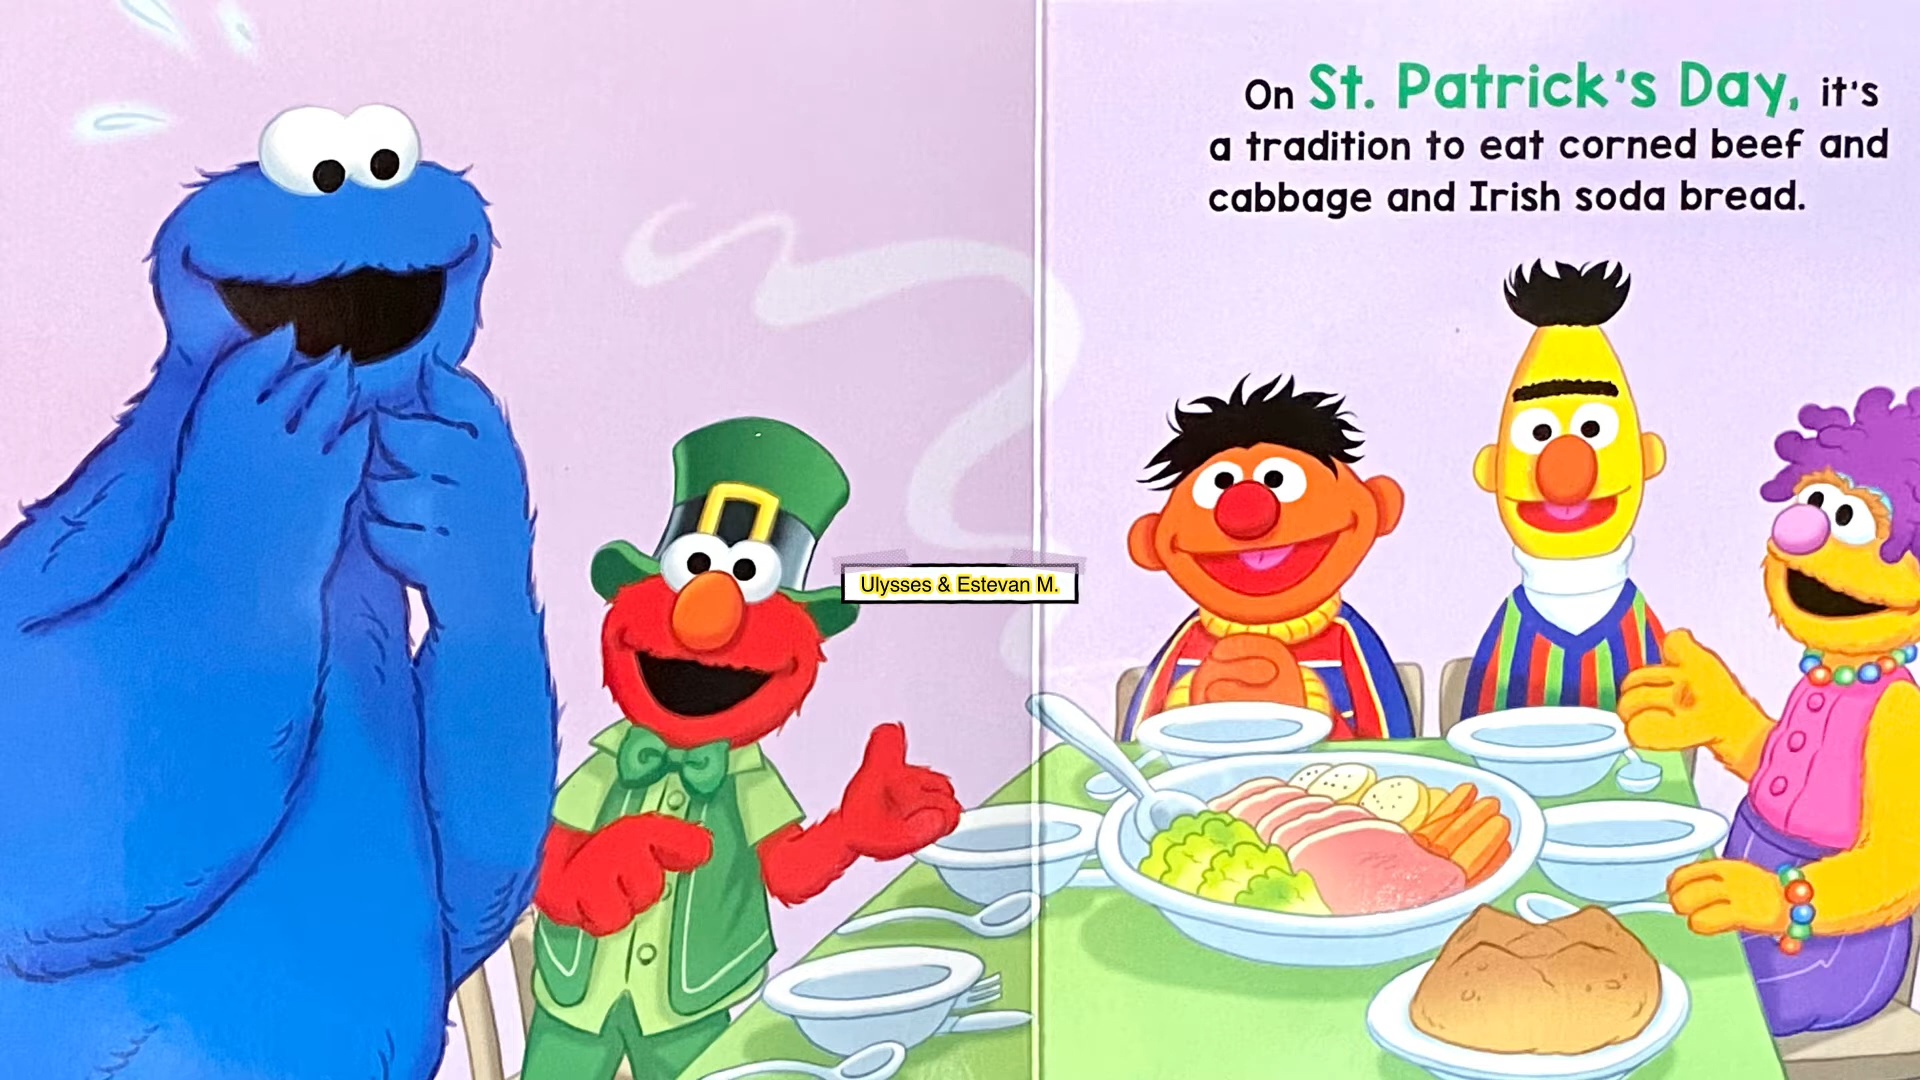 On St. Patrick's Day, it's
a tradition to eat corned beef and
cabbage and Irish soda bread.
Ulysses & Estevan M.